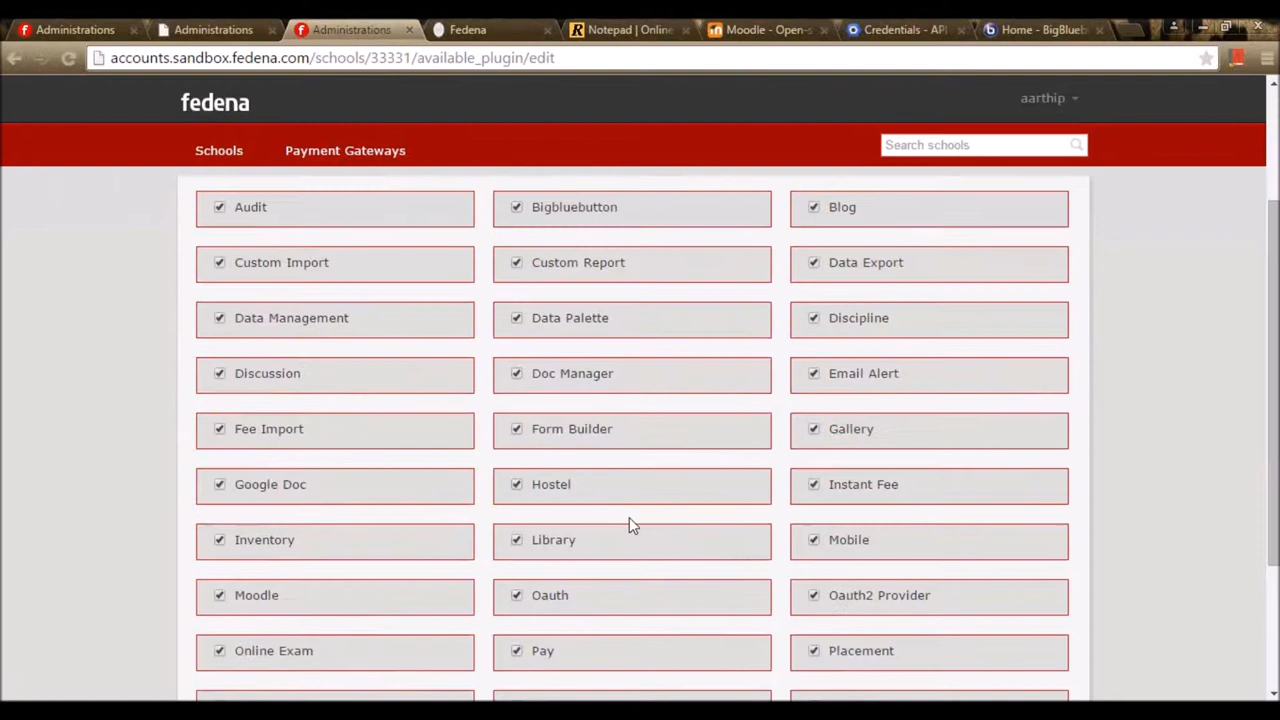 Administrations
Administrations
Administrations
Fedena
Notepad | Online
Moodle - Open-s
Credentials - API
Home - BigBlueb
accounts.sandbox.fedena.com/schools/33331/available_plugin/edit
fedena
aarthip
Schools
Payment Gateways
Search schools
Audit
Bigbluebutton
Blog
Custom Import
Custom Report
Data Export
Data Management
Data Palette
Discipline
Discussion
Doc Manager
Email Alert
Fee Import
Form Builder
Gallery
Google Doc
Hostel
Instant Fee
Inventory
Library
Mobile
Moodle
Oauth
Oauth2 Provider
Online Exam
Pay
Placement